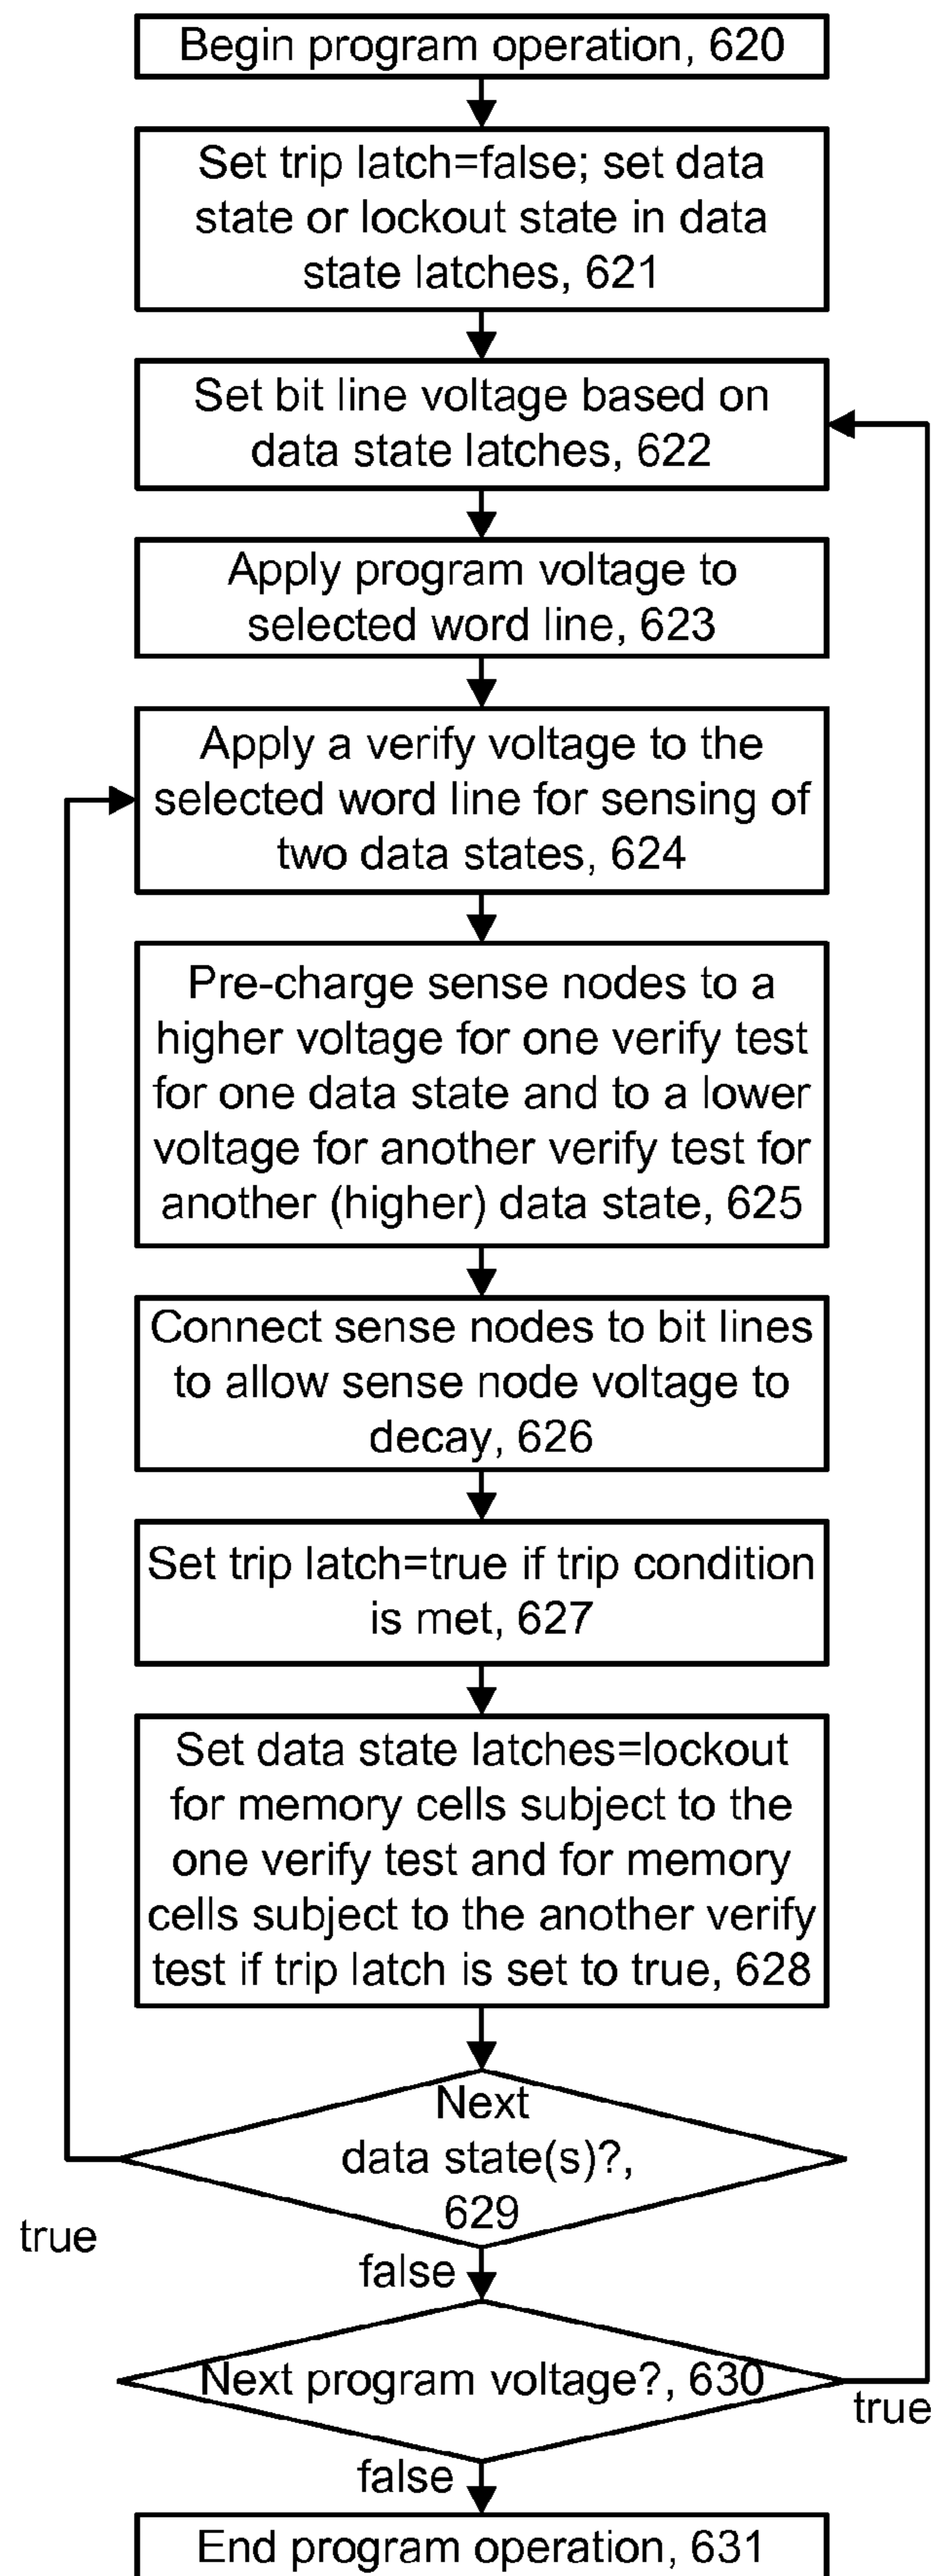 Begin program operation, 620
Set trip latch=false; set data
state or lockout state in data
state latches, 621
Set bit line voltage based on
data state latches, 622
Apply program voltage to
selected word line, 623
Apply a verify voltage to the
selected word line for sensing of
two data states, 624
Pre-charge sense nodes to a
higher voltage for one verify test
for one data state and to a lower
voltage for another verify test for
another (higher) data state, 625
Connect sense nodes to bit lines
to allow sense node voltage to
decay, 626
Set trip latch=true if trip condition
is met, 627
Set data state latches=lockout
for memory cells subject to the
one verify test and for memory
cells subject to the another verify
test if trip latch is set to true, 628
Next
data state(s)?,
629
true
false
Next program voltage?, 630
true
false
End program operation, 631